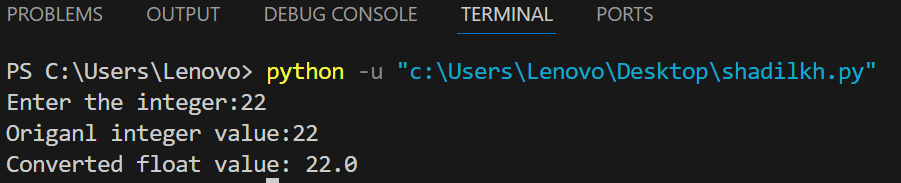 PROBLEMS OUTPUT DEBUG CONSOLE TERMINAL PORTS
PS C:\Users\Lenovo> python -u "c:\Users\Lenovo\Desktop\shadilkh.py"
Enter the integer:22
Origanl integer value:22
Converted float value: 22.0